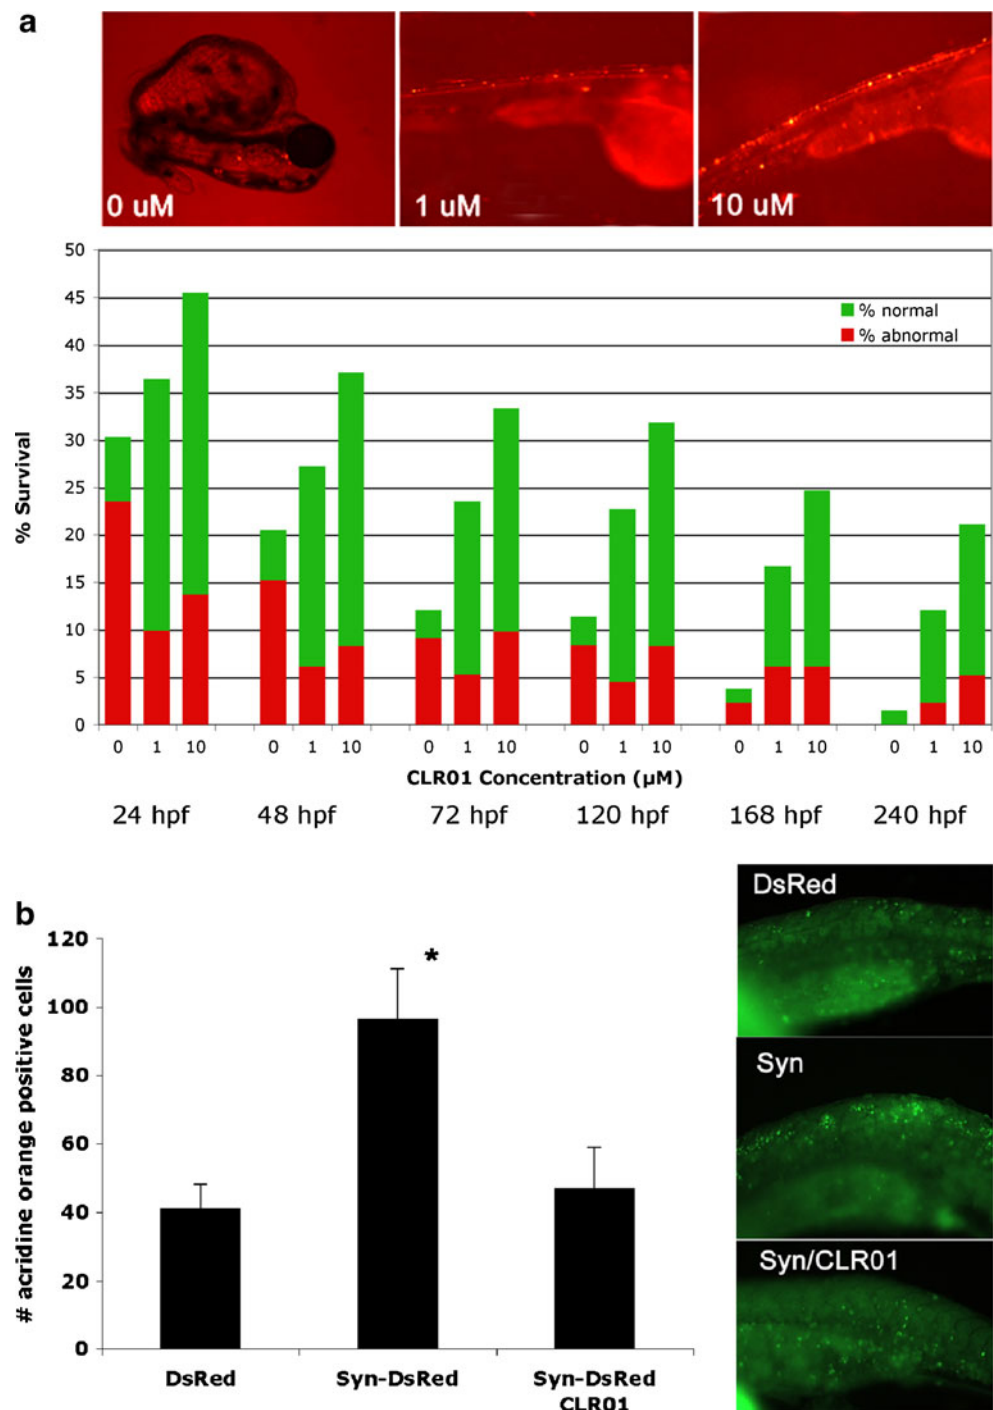 a
0 uM 1 uM 10 uM
50
45
40
35
30
25
20
15
10
5
0
% Survival
% normal
% abnormal
0 1 10 0 1 10 0 1 10 0 1 10 0 1 10 0 1 10
CLR01 Concentration (µM)
24 hpf 48 hpf 72 hpf 120 hpf 168 hpf 240 hpf
b
120
100
80
60
40
20
0
# acridine orange positive cells
*
DsRed Syn-DsRed Syn-DsRed
CLR01
DsRed
Syn
Syn/CLR01